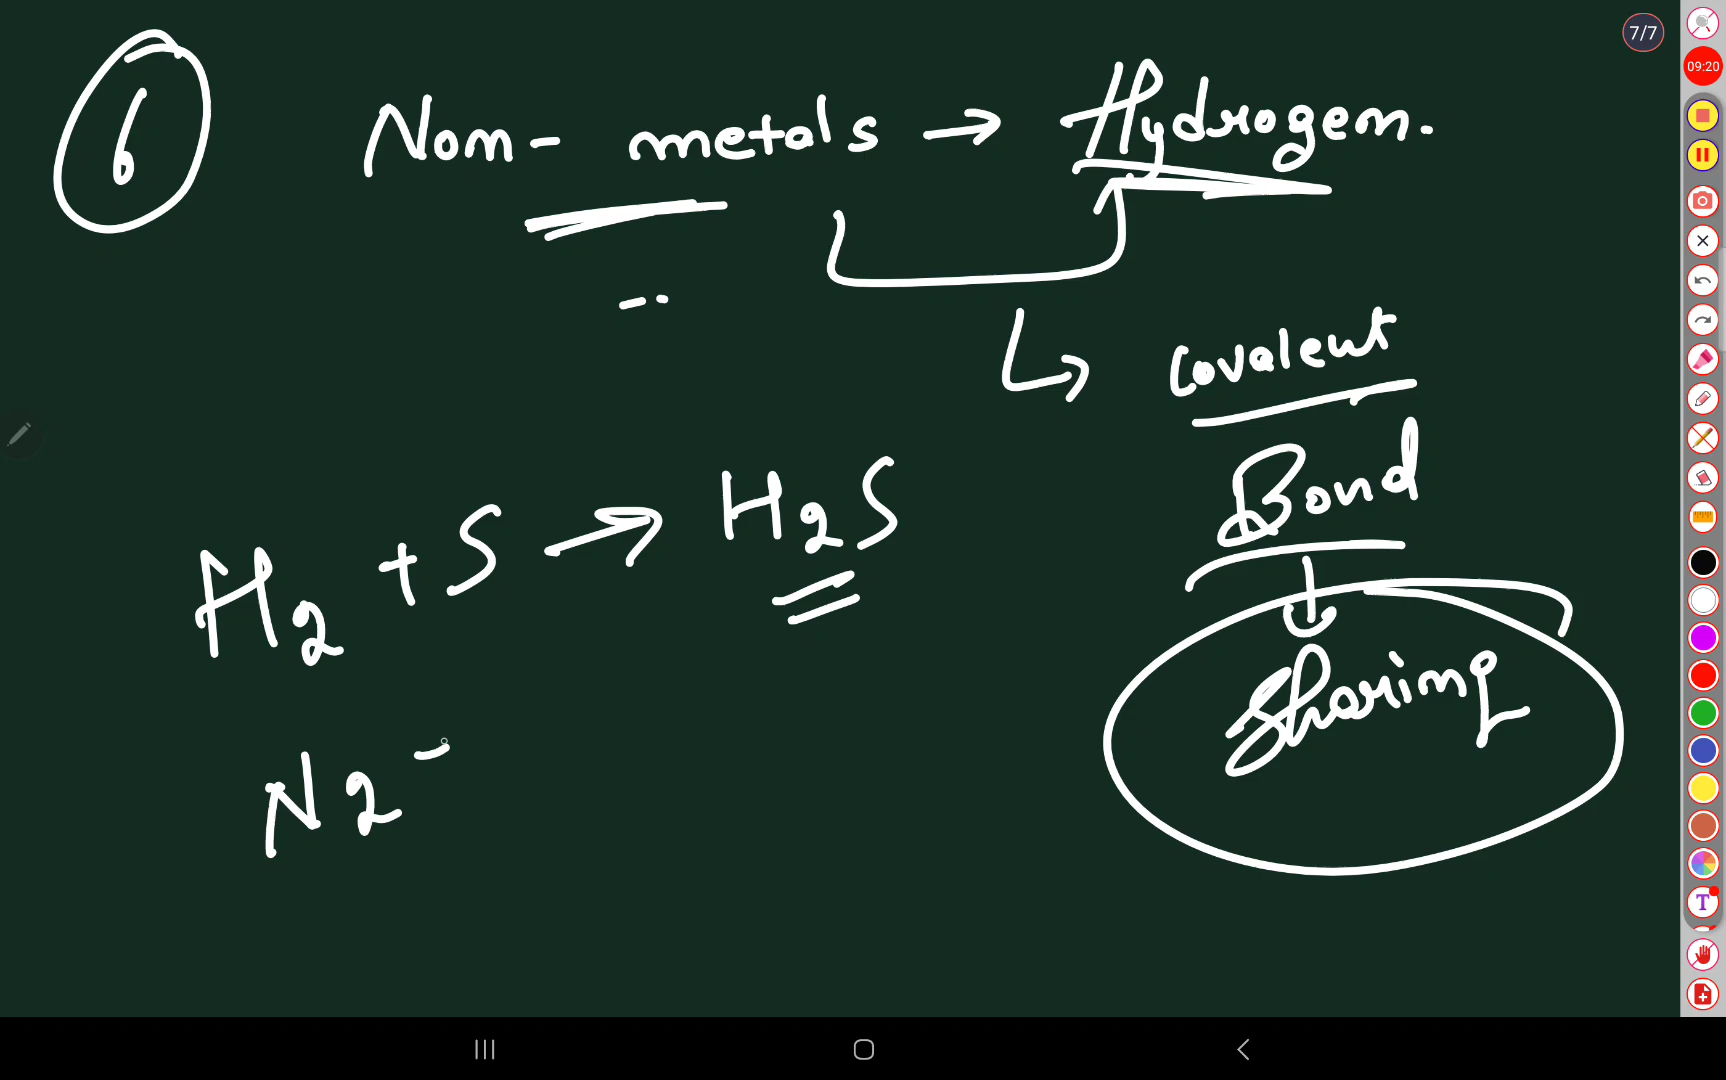 7/7
09:20
6 Non- metals → Hydrogen.
covalent
Bond
H2 + S → H2S
Sharing
N2 -
T